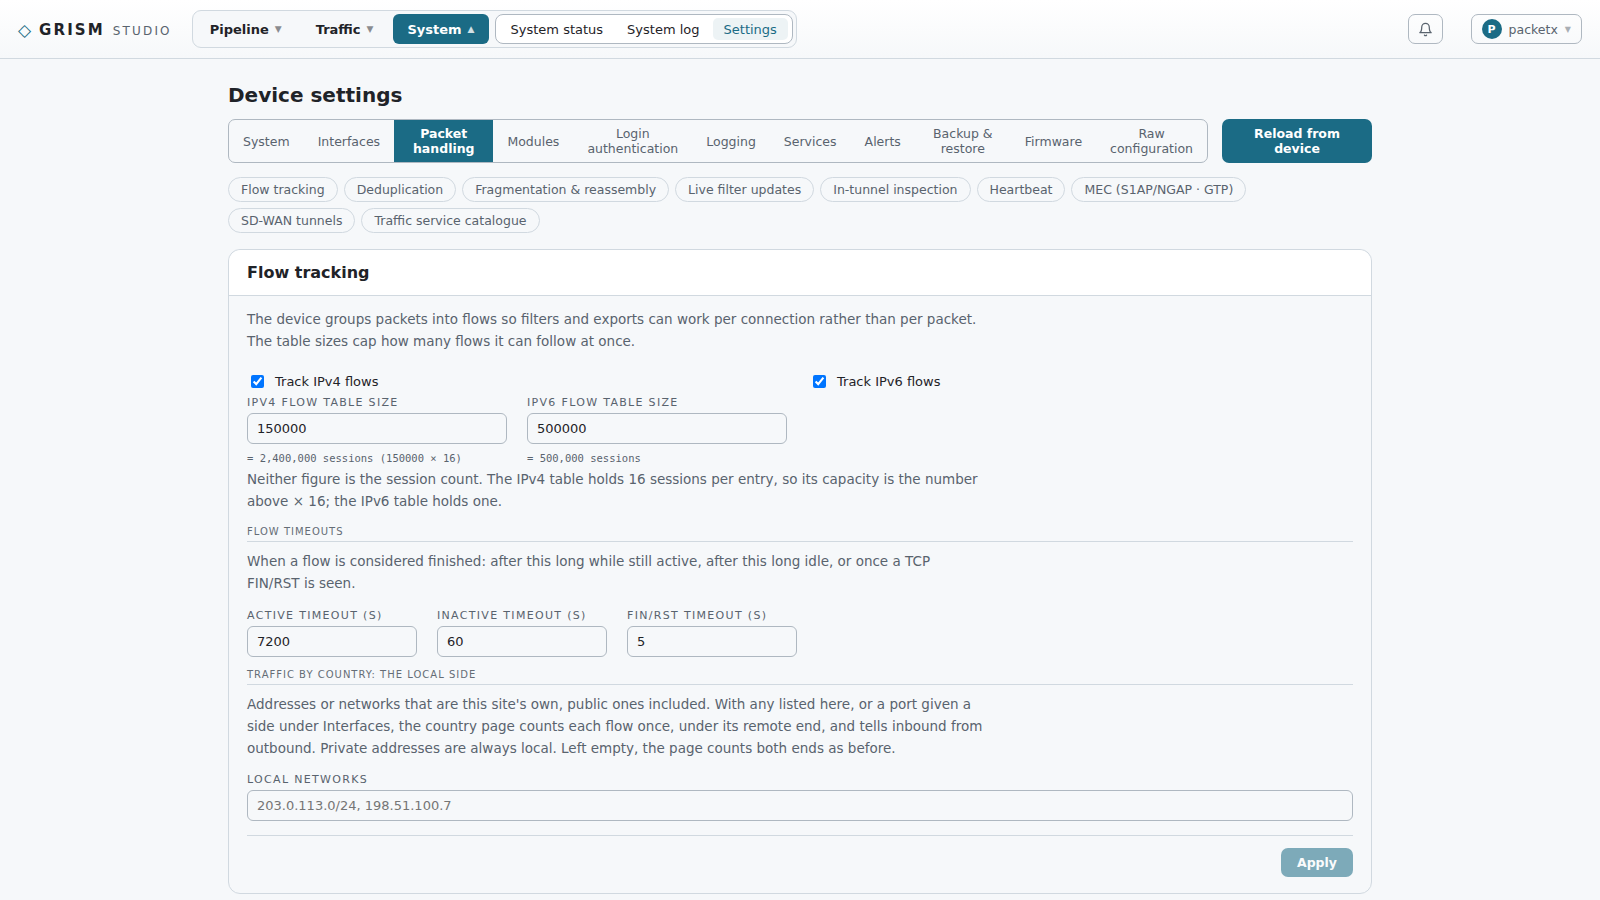 ◇ GRISM STUDIO
Pipeline ▼
Traffic ▼
System ▲
System status
System log
Settings
P packetx ▼
Device settings
System
Interfaces
Packet
handling
Modules
Login
authentication
Logging
Services
Alerts
Backup &
restore
Firmware
Raw
configuration
Reload from
device
Flow tracking
Deduplication
Fragmentation & reassembly
Live filter updates
In-tunnel inspection
Heartbeat
MEC (S1AP/NGAP · GTP)
SD-WAN tunnels
Traffic service catalogue
Flow tracking
The device groups packets into flows so filters and exports can work per connection rather than per packet.
The table sizes cap how many flows it can follow at once.
Track IPv4 flows
Track IPv6 flows
IPV4 FLOW TABLE SIZE
IPV6 FLOW TABLE SIZE
150000
500000
= 2,400,000 sessions (150000 × 16)
= 500,000 sessions
Neither figure is the session count. The IPv4 table holds 16 sessions per entry, so its capacity is the number
above × 16; the IPv6 table holds one.
FLOW TIMEOUTS
When a flow is considered finished: after this long while still active, after this long idle, or once a TCP
FIN/RST is seen.
ACTIVE TIMEOUT (S)
INACTIVE TIMEOUT (S)
FIN/RST TIMEOUT (S)
7200
60
5
TRAFFIC BY COUNTRY: THE LOCAL SIDE
Addresses or networks that are this site's own, public ones included. With any listed here, or a port given a
side under Interfaces, the country page counts each flow once, under its remote end, and tells inbound from
outbound. Private addresses are always local. Left empty, the page counts both ends as before.
LOCAL NETWORKS
203.0.113.0/24, 198.51.100.7
Apply